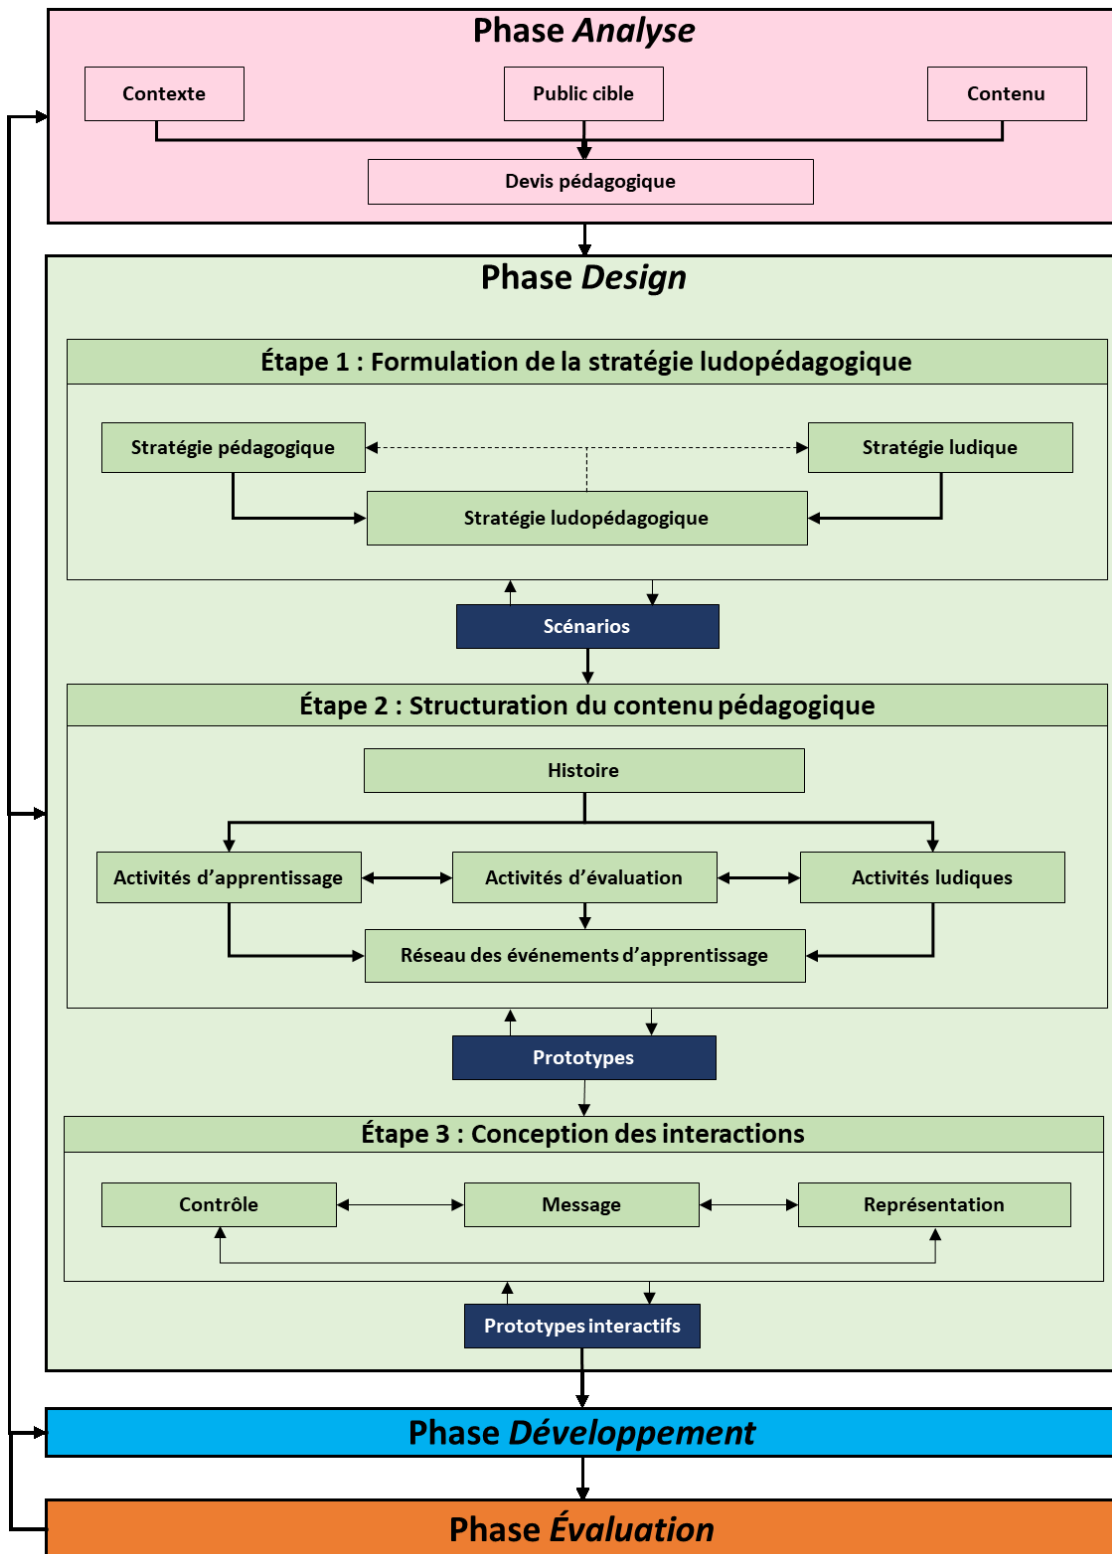 Phase Analyse
Contexte
Public cible
Contenu
Devis pédagogique
Phase Design
Étape 1 : Formulation de la stratégie ludopédagogique
Stratégie pédagogique
Stratégie ludique
Stratégie ludopédagogique
Scénarios
Étape 2 : Structuration du contenu pédagogique
Histoire
Activités d’apprentissage
Activités d’évaluation
Activités ludiques
Réseau des événements d’apprentissage
Prototypes
Étape 3 : Conception des interactions
Contrôle
Message
Représentation
Prototypes interactifs
Phase Développement
Phase Évaluation